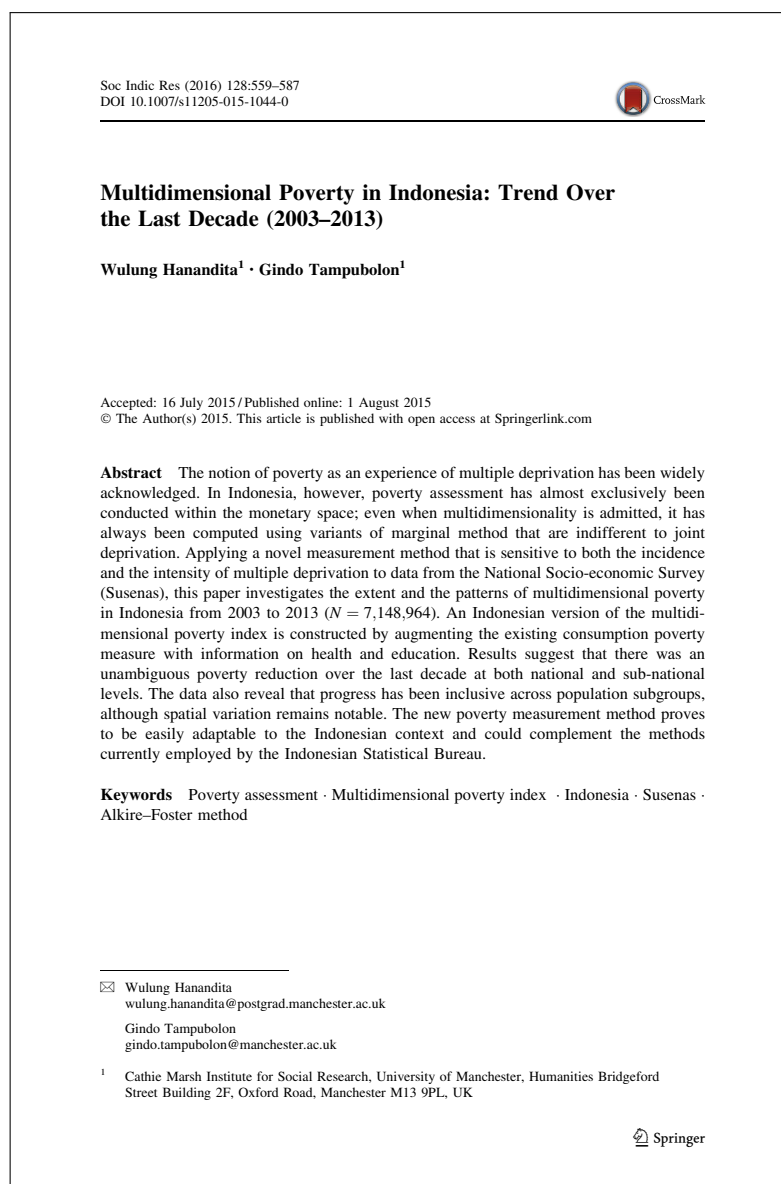 Soc Indic Res (2016) 128:559–587
DOI 10.1007/s11205-015-1044-0
CrossMark
Multidimensional Poverty in Indonesia: Trend Over
the Last Decade (2003–2013)
Wulung Hanandita¹ · Gindo Tampubolon¹
Accepted: 16 July 2015 / Published online: 1 August 2015
© The Author(s) 2015. This article is published with open access at Springerlink.com
Abstract The notion of poverty as an experience of multiple deprivation has been widely
acknowledged. In Indonesia, however, poverty assessment has almost exclusively been
conducted within the monetary space; even when multidimensionality is admitted, it has
always been computed using variants of marginal method that are indifferent to joint
deprivation. Applying a novel measurement method that is sensitive to both the incidence
and the intensity of multiple deprivation to data from the National Socio-economic Survey
(Susenas), this paper investigates the extent and the patterns of multidimensional poverty
in Indonesia from 2003 to 2013 (N = 7,148,964). An Indonesian version of the multidi-
mensional poverty index is constructed by augmenting the existing consumption poverty
measure with information on health and education. Results suggest that there was an
unambiguous poverty reduction over the last decade at both national and sub-national
levels. The data also reveal that progress has been inclusive across population subgroups,
although spatial variation remains notable. The new poverty measurement method proves
to be easily adaptable to the Indonesian context and could complement the methods
currently employed by the Indonesian Statistical Bureau.
Keywords Poverty assessment · Multidimensional poverty index · Indonesia · Susenas ·
Alkire–Foster method
✉ Wulung Hanandita
wulung.hanandita@postgrad.manchester.ac.uk
Gindo Tampubolon
gindo.tampubolon@manchester.ac.uk
1 Cathie Marsh Institute for Social Research, University of Manchester, Humanities Bridgeford
Street Building 2F, Oxford Road, Manchester M13 9PL, UK
Springer